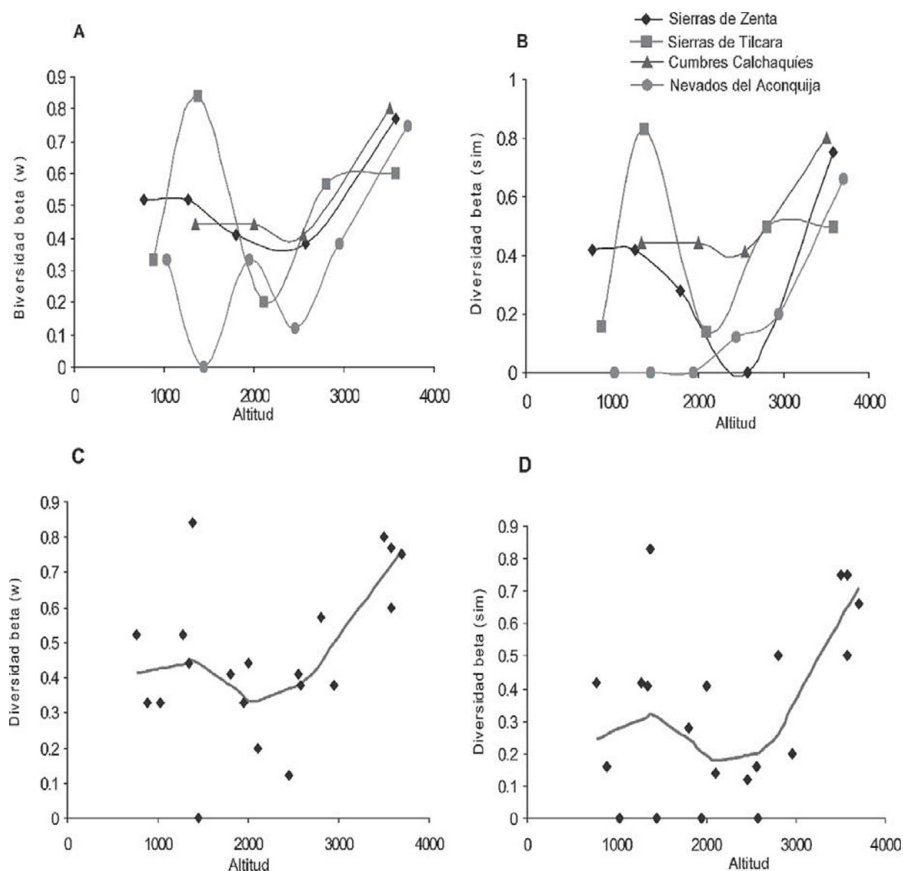 A
Biversidad beta (w)
0.9
0.8
0.7
0.6
0.5
0.4
0.3
0.2
0.1
0
0 1000 2000 3000 4000
Altitud
B
Sierras de Zenta
Sierras de Tilcara
Cumbres Calchaquíes
Nevados del Aconquija
Diversidad beta (sim)
1
0.8
0.6
0.4
0.2
0
0 1000 2000 3000 4000
Altitud
C
Diversidad beta (w)
0.9
0.8
0.7
0.6
0.5
0.4
0.3
0.2
0.1
0
0 1000 2000 3000 4000
Altitud
D
Diversidad beta (sim)
0.9
0.8
0.7
0.6
0.5
0.4
0.3
0.2
0.1
0
0 1000 2000 3000 4000
Altitud